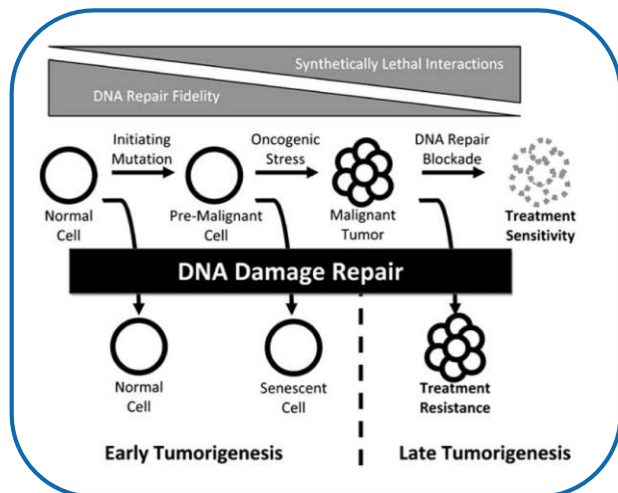 Synthetically Lethal Interactions
DNA Repair Fidelity
Initiating
Mutation
Oncogenic
Stress
DNA Repair
Blockade
Normal
Cell
Pre-Malignant
Cell
Malignant
Tumor
Treatment
Sensitivity
DNA Damage Repair
Normal
Cell
Senescent
Cell
Treatment
Resistance
Early Tumorigenesis
Late Tumorigenesis